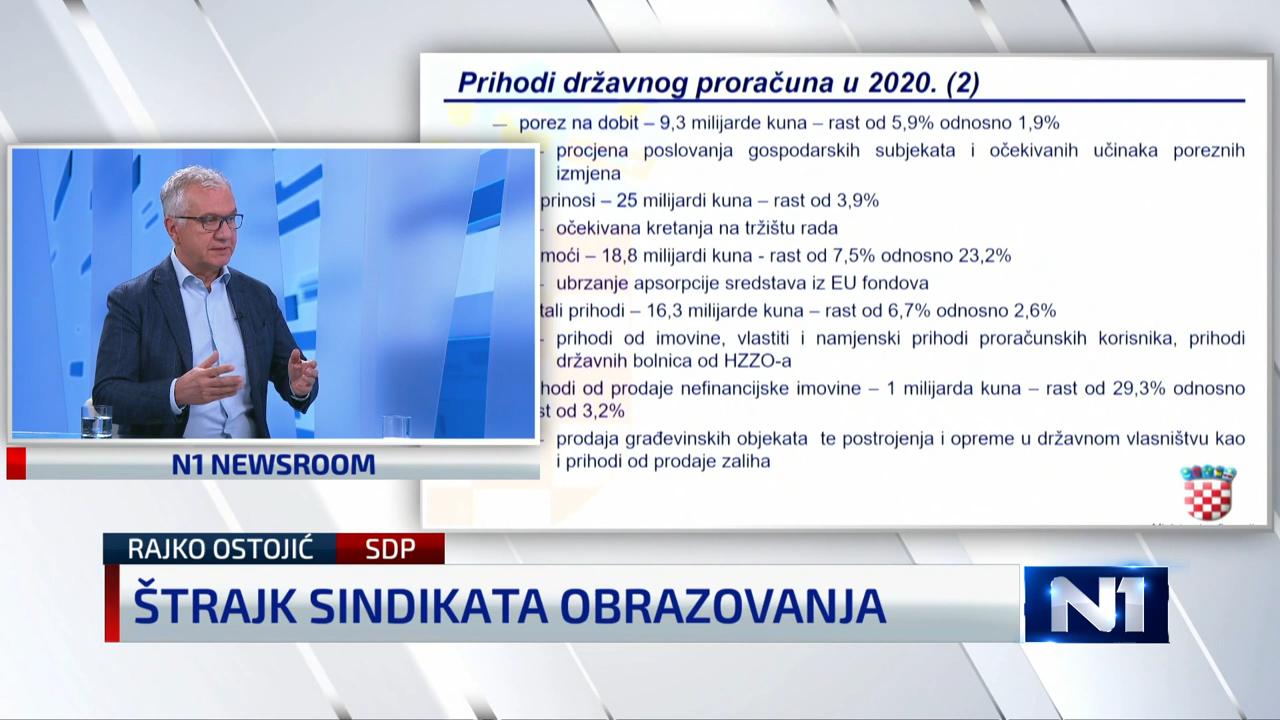 Prihodi državnog proračuna u 2020. (2)
— porez na dobit – 9,3 milijarde kuna – rast od 5,9% odnosno 1,9%
procjena poslovanja gospodarskih subjekata i očekivanih učinaka poreznih
izmjena
prinosi – 25 milijardi kuna – rast od 3,9%
- očekivana kretanja na tržištu rada
moći – 18,8 milijardi kuna - rast od 7,5% odnosno 23,2%
- ubrzanje apsorpcije sredstava iz EU fondova
tali prihodi – 16,3 milijarde kuna – rast od 6,7% odnosno 2,6%
- prihodi od imovine, vlastiti i namjenski prihodi proračunskih korisnika, prihodi
državnih bolnica od HZZO-a
hodi od prodaje nefinancijske imovine – 1 milijarda kuna – rast od 29,3% odnosno
st od 3,2%
- prodaja građevinskih objekata te postrojenja i opreme u državnom vlasništvu kao
i prihodi od prodaje zaliha
N1 NEWSROOM
RAJKO OSTOJIĆ SDP
ŠTRAJK SINDIKATA OBRAZOVANJA
N1